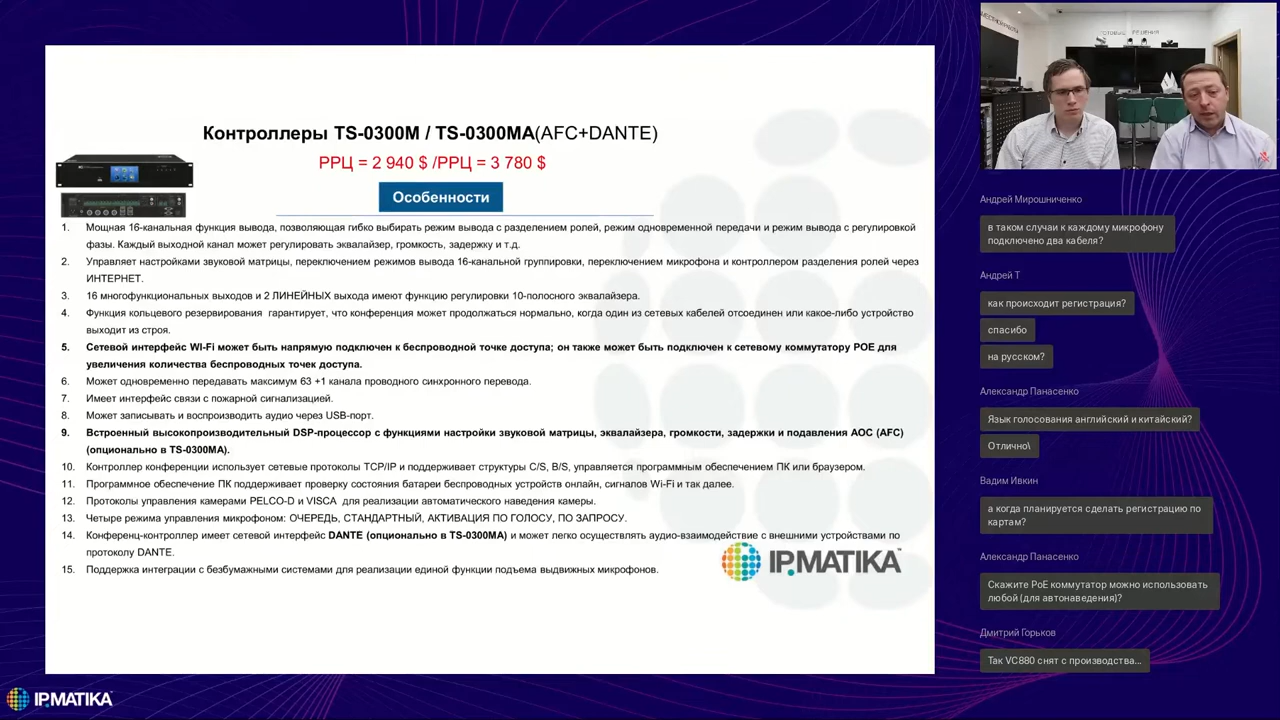 Контроллеры TS-0300M / TS-0300MA(AFC+DANTE)
РРЦ = 2 940 $ /РРЦ = 3 780 $
Особенности
1. Мощная 16-канальная функция вывода, позволяющая гибко выбирать режим вывода с разделением ролей, режим одновременной передачи и режим вывода с регулировкой
фазы. Каждый выходной канал может регулировать эквалайзер, громкость, задержку и т.д.
2. Управляет настройками звуковой матрицы, переключением режимов вывода 16-канальной группировки, переключением микрофона и контроллером разделения ролей через
ИНТЕРНЕТ.
3. 16 многофункциональных выходов и 2 ЛИНЕЙНЫХ выхода имеют функцию регулировки 10-полосного эквалайзера.
4. Функция кольцевого резервирования гарантирует, что конференция может продолжаться нормально, когда один из сетевых кабелей отсоединен или какое-либо устройство
выходит из строя.
5. Сетевой интерфейс WI-Fi может быть напрямую подключен к беспроводной точке доступа; он также может быть подключен к сетевому коммутатору POE для
увеличения количества беспроводных точек доступа.
6. Может одновременно передавать максимум 63 +1 канала проводного синхронного перевода.
7. Имеет интерфейс связи с пожарной сигнализацией.
8. Может записывать и воспроизводить аудио через USB-порт.
9. Встроенный высокопроизводительный DSP-процессор с функциями настройки звуковой матрицы, эквалайзера, громкости, задержки и подавления АОС (AFC)
(опционально в TS-0300MA).
10. Контроллер конференции использует сетевые протоколы TCP/IP и поддерживает структуры C/S, B/S, управляется программным обеспечением ПК или браузером.
11. Программное обеспечение ПК поддерживает проверку состояния батареи беспроводных устройств онлайн, сигналов Wi-Fi и так далее.
12. Протоколы управления камерами PELCO-D и VISCA для реализации автоматического наведения камеры.
13. Четыре режима управления микрофоном: ОЧЕРЕДЬ, СТАНДАРТНЫЙ, АКТИВАЦИЯ ПО ГОЛОСУ, ПО ЗАПРОСУ.
14. Конференц-контроллер имеет сетевой интерфейс DANTE (опционально в TS-0300MA) и может легко осуществлять аудио-взаимодействие с внешними устройствами по
протоколу DANTE.
15. Поддержка интеграции с безбумажными системами для реализации единой функции подъема выдвижных микрофонов.
IP.MATIKA™
IP.MATIKA
ГОТОВЫЕ РЕШЕНИЯ
Андрей Мирошниченко
в таком случаи к каждому микрофону
подключено два кабеля?
Андрей Т
как происходит регистрация?
спасибо
на русском?
Александр Панасенко
Язык голосования английский и китайский?
Отлично\
Вадим Ивкин
а когда планируется сделать регистрацию по
картам?
Александр Панасенко
Скажите PoE коммутатор можно использовать
любой (для автонаведения)?
Дмитрий Горьков
Так VC880 снят с производства...